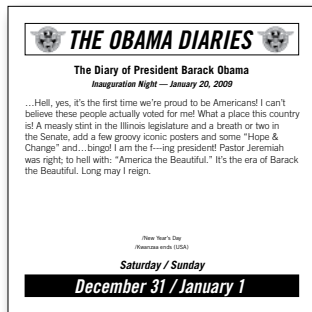 THE OBAMA DIARIES
The Diary of President Barack Obama
Inauguration Night — January 20, 2009
…Hell, yes, it's the first time we're proud to be Americans! I can't
believe these people actually voted for me! What a place this country
is! A measly stint in the Illinois legislature and a breath or two in
the Senate, add a few groovy iconic posters and some "Hope &
Change" and…bingo! I am the f---ing president! Pastor Jeremiah
was right; to hell with: "America the Beautiful." It's the era of Barack
the Beautiful. Long may I reign.
/New Year's Day
/Kwanzaa ends (USA)
Saturday / Sunday
December 31 / January 1